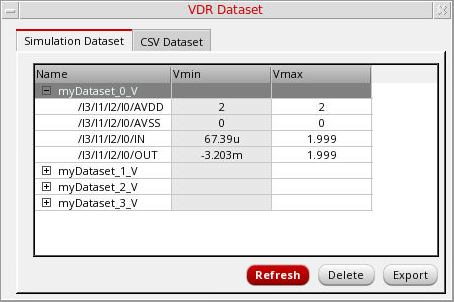 VDR Dataset
Simulation Dataset CSV Dataset
Name Vmin Vmax
myDataset_0_V
/I3/I1/I2/I0/AVDD 2 2
/I3/I1/I2/I0/AVSS 0 0
/I3/I1/I2/I0/IN 67.39u 1.999
/I3/I1/I2/I0/OUT -3.203m 1.999
myDataset_1_V
myDataset_2_V
myDataset_3_V
Refresh Delete Export